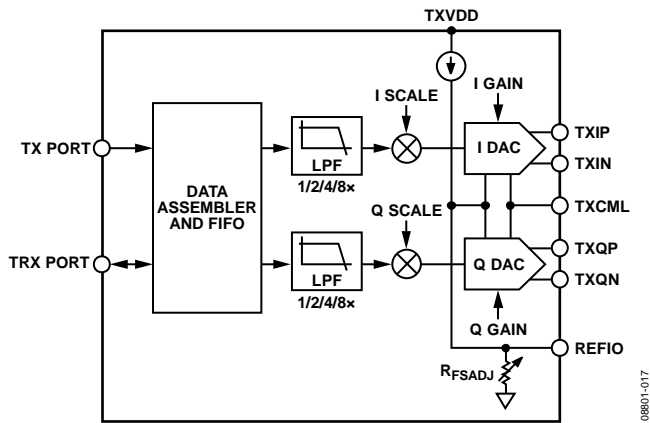 TXVDD
I GAIN
I SCALE
TX PORT
LPF
1/2/4/8×
I DAC
TXIP
TXIN
DATA
ASSEMBLER
AND FIFO
Q SCALE
TXCML
TRX PORT
LPF
1/2/4/8×
Q DAC
TXQP
TXQN
Q GAIN
REFIO
RFSADJ
08801-017